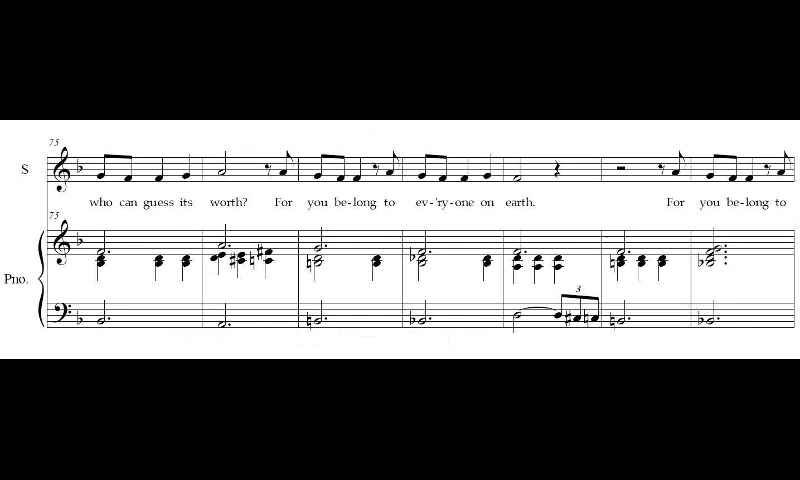 75
S
who can guess its worth? For you be-long to ev-'ry-one on earth. For you be-long to
75
Pno.
3